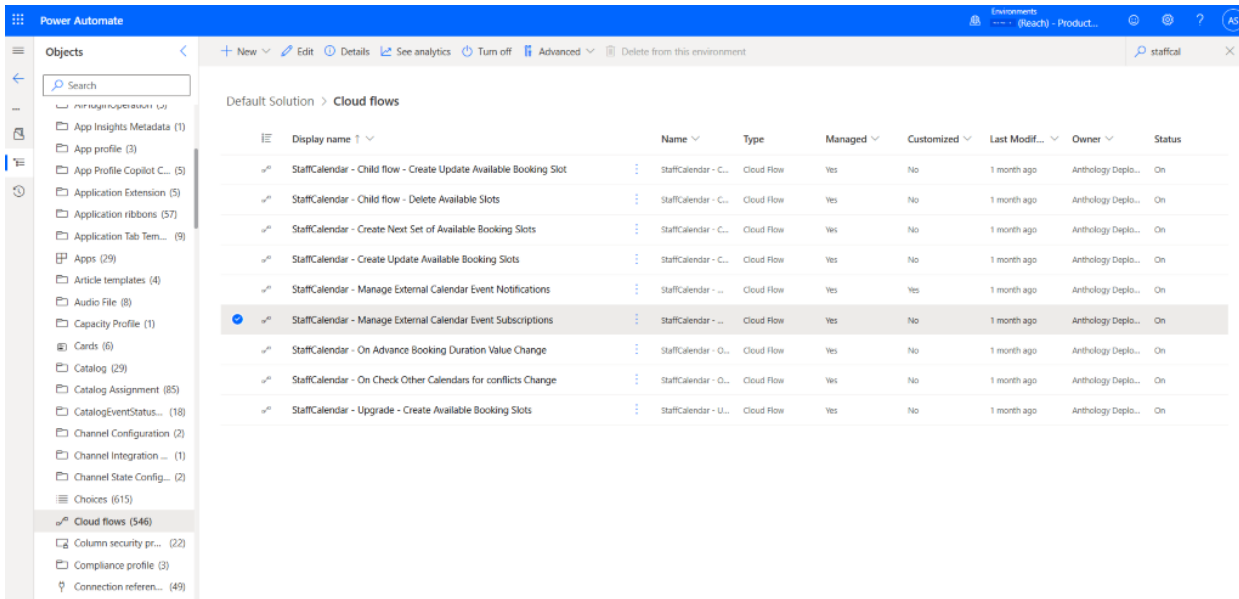 Power Automate
Environments
(Reach) - Product...
AS
Objects
New
Edit
Details
See analytics
Turn off
Advanced
Delete from this environment
staffcal
Search
AIPluginOperation (5)
App Insights Metadata (1)
App profile (3)
App Profile Copilot C... (5)
Application Extension (5)
Application ribbons (57)
Application Tab Tem... (9)
Apps (29)
Article templates (4)
Audio File (8)
Capacity Profile (1)
Cards (6)
Catalog (29)
Catalog Assignment (85)
CatalogEventStatus... (18)
Channel Configuration (2)
Channel Integration ... (1)
Channel State Config... (2)
Choices (615)
Cloud flows (546)
Column security pr... (22)
Compliance profile (3)
Connection referen... (49)
Default Solution > Cloud flows
Display name ↑ Name Type Managed Customized Last Modif... Owner Status
StaffCalendar - Child flow - Create Update Available Booking Slot StaffCalendar - C... Cloud Flow Yes No 1 month ago Anthology Deplo... On
StaffCalendar - Child flow - Delete Available Slots StaffCalendar - C... Cloud Flow Yes No 1 month ago Anthology Deplo... On
StaffCalendar - Create Next Set of Available Booking Slots StaffCalendar - C... Cloud Flow Yes No 1 month ago Anthology Deplo... On
StaffCalendar - Create Update Available Booking Slots StaffCalendar - C... Cloud Flow Yes No 1 month ago Anthology Deplo... On
StaffCalendar - Manage External Calendar Event Notifications StaffCalendar - ... Cloud Flow Yes Yes 1 month ago Anthology Deplo... On
StaffCalendar - Manage External Calendar Event Subscriptions StaffCalendar - ... Cloud Flow Yes No 1 month ago Anthology Deplo... On
StaffCalendar - On Advance Booking Duration Value Change StaffCalendar - O... Cloud Flow Yes No 1 month ago Anthology Deplo... On
StaffCalendar - On Check Other Calendars for conflicts Change StaffCalendar - O... Cloud Flow Yes No 1 month ago Anthology Deplo... On
StaffCalendar - Upgrade - Create Available Booking Slots StaffCalendar - U... Cloud Flow Yes No 1 month ago Anthology Deplo... On